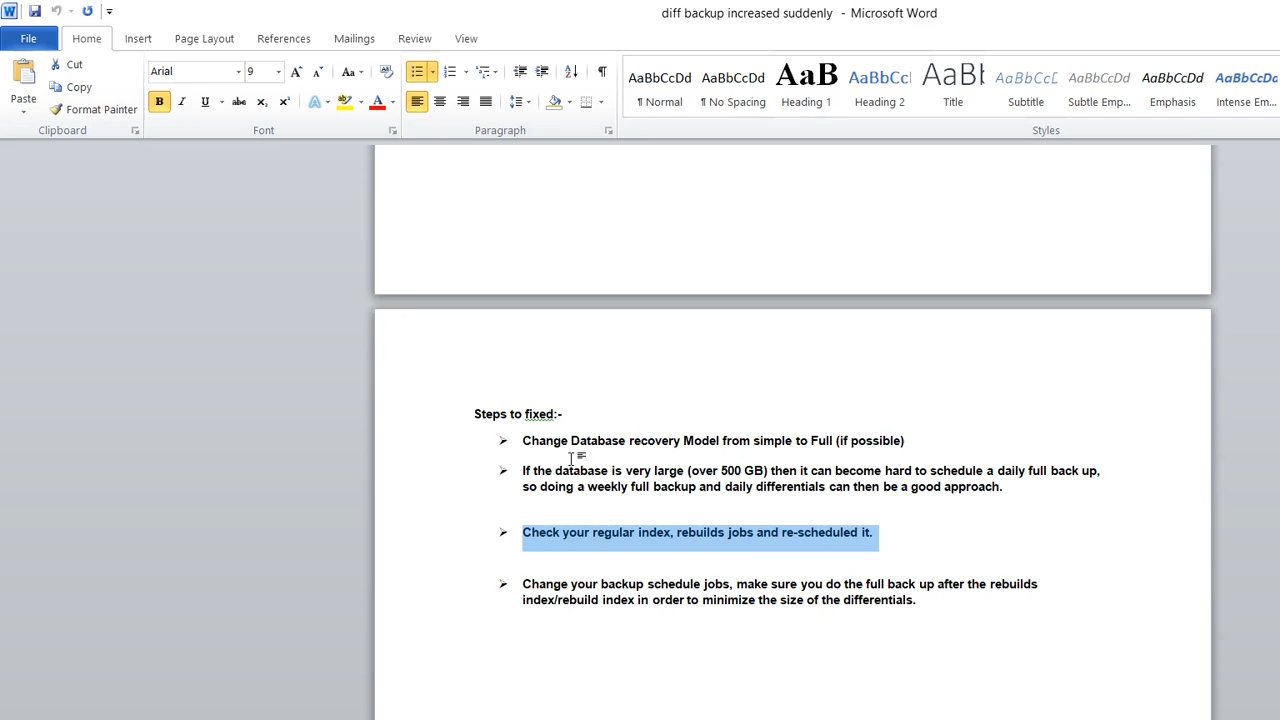 diff backup increased suddenly - Microsoft Word
File Home Insert Page Layout References Mailings Review View
Paste
Cut
Copy
Format Painter
Clipboard
Arial 9
Font
Paragraph
AaBbCcDd AaBbCcDd AaB AaBbCcl AaBl AaBbCcD AaBbCcDd AaBbCcDd AaBbCcDc
¶ Normal ¶ No Spacing Heading 1 Heading 2 Title Subtitle Subtle Emp... Emphasis Intense Em...
Styles
Steps to fixed:-
Change Database recovery Model from simple to Full (if possible)
If the database is very large (over 500 GB) then it can become hard to schedule a daily full back up,
so doing a weekly full backup and daily differentials can then be a good approach.
Check your regular index, rebuilds jobs and re-scheduled it.
Change your backup schedule jobs, make sure you do the full back up after the rebuilds
index/rebuild index in order to minimize the size of the differentials.